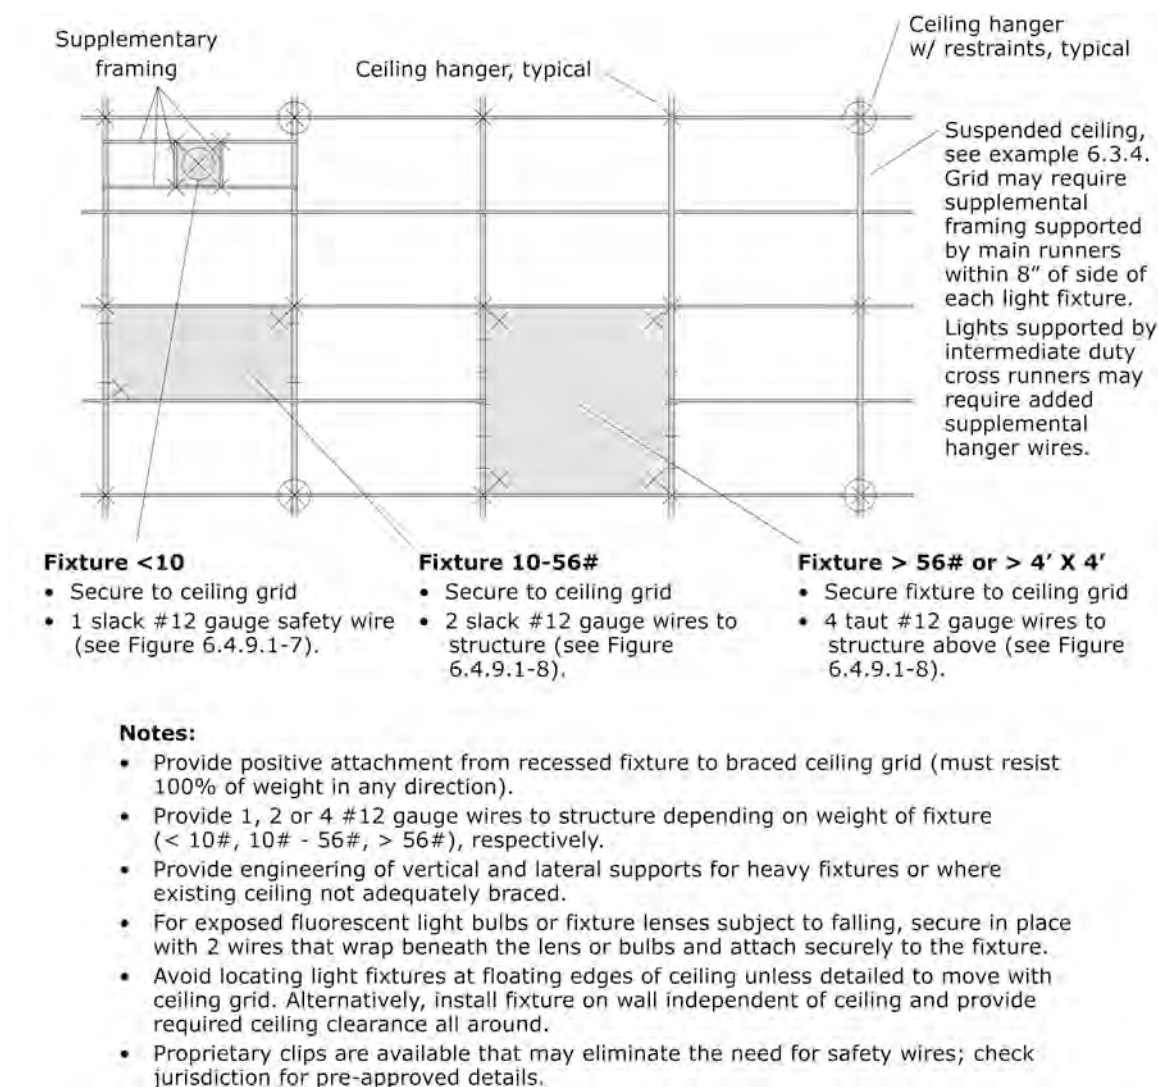 Supplementary
framing
Ceiling hanger, typical
Ceiling hanger
w/ restraints, typical
Suspended ceiling,
see example 6.3.4.
Grid may require
supplemental
framing supported
by main runners
within 8" of side of
each light fixture.
Lights supported by
intermediate duty
cross runners may
require added
supplemental
hanger wires.
Fixture <10
• Secure to ceiling grid
• 1 slack #12 gauge safety wire
(see Figure 6.4.9.1-7).
Fixture 10-56#
• Secure to ceiling grid
• 2 slack #12 gauge wires to
structure (see Figure
6.4.9.1-8).
Fixture > 56# or > 4' X 4'
• Secure fixture to ceiling grid
• 4 taut #12 gauge wires to
structure above (see Figure
6.4.9.1-8).
Notes:
• Provide positive attachment from recessed fixture to braced ceiling grid (must resist
100% of weight in any direction).
• Provide 1, 2 or 4 #12 gauge wires to structure depending on weight of fixture
(< 10#, 10# - 56#, > 56#), respectively.
• Provide engineering of vertical and lateral supports for heavy fixtures or where
existing ceiling not adequately braced.
• For exposed fluorescent light bulbs or fixture lenses subject to falling, secure in place
with 2 wires that wrap beneath the lens or bulbs and attach securely to the fixture.
• Avoid locating light fixtures at floating edges of ceiling unless detailed to move with
ceiling grid. Alternatively, install fixture on wall independent of ceiling and provide
required ceiling clearance all around.
• Proprietary clips are available that may eliminate the need for safety wires; check
jurisdiction for pre-approved details.